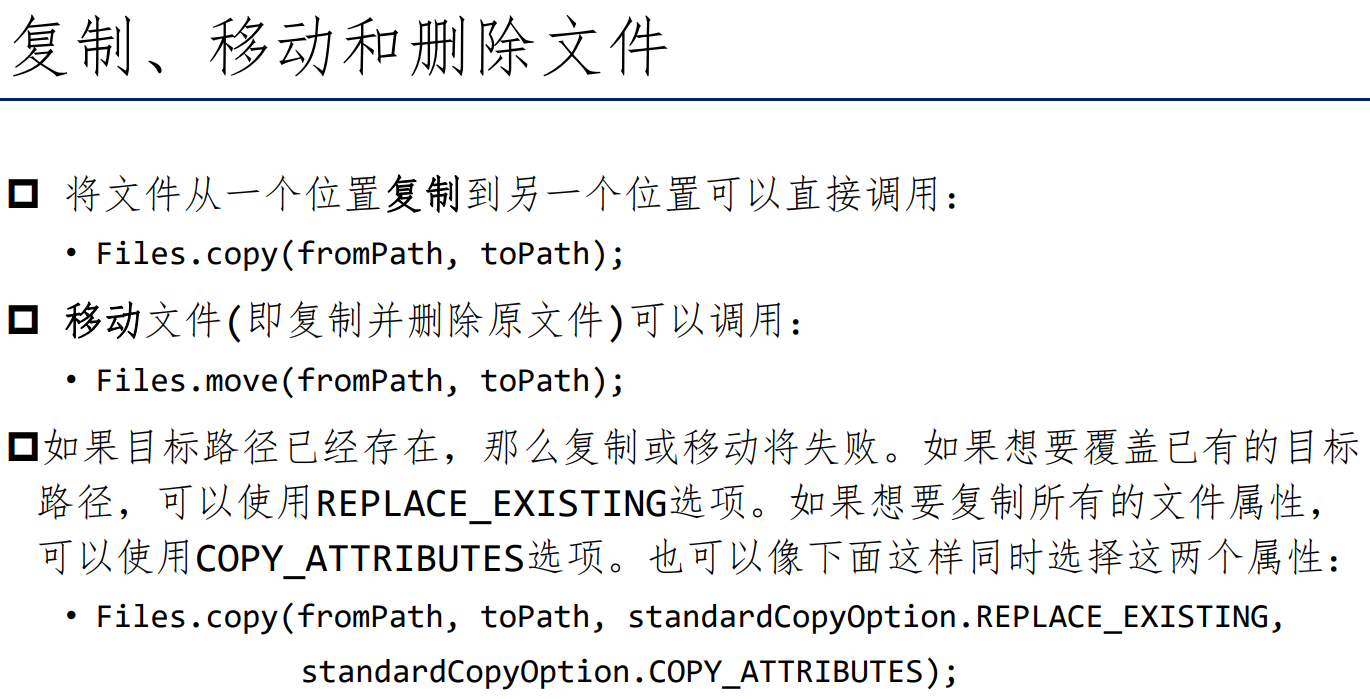 复制、移动和删除文件
将文件从一个位置复制到另一个位置可以直接调用：
• Files.copy(fromPath, toPath);
移动文件(即复制并删除原文件)可以调用：
• Files.move(fromPath, toPath);
如果目标路径已经存在，那么复制或移动将失败。如果想要覆盖已有的目标
路径，可以使用REPLACE_EXISTING选项。如果想要复制所有的文件属性，
可以使用COPY_ATTRIBUTES选项。也可以像下面这样同时选择这两个属性：
• Files.copy(fromPath, toPath, standardCopyOption.REPLACE_EXISTING,
standardCopyOption.COPY_ATTRIBUTES);